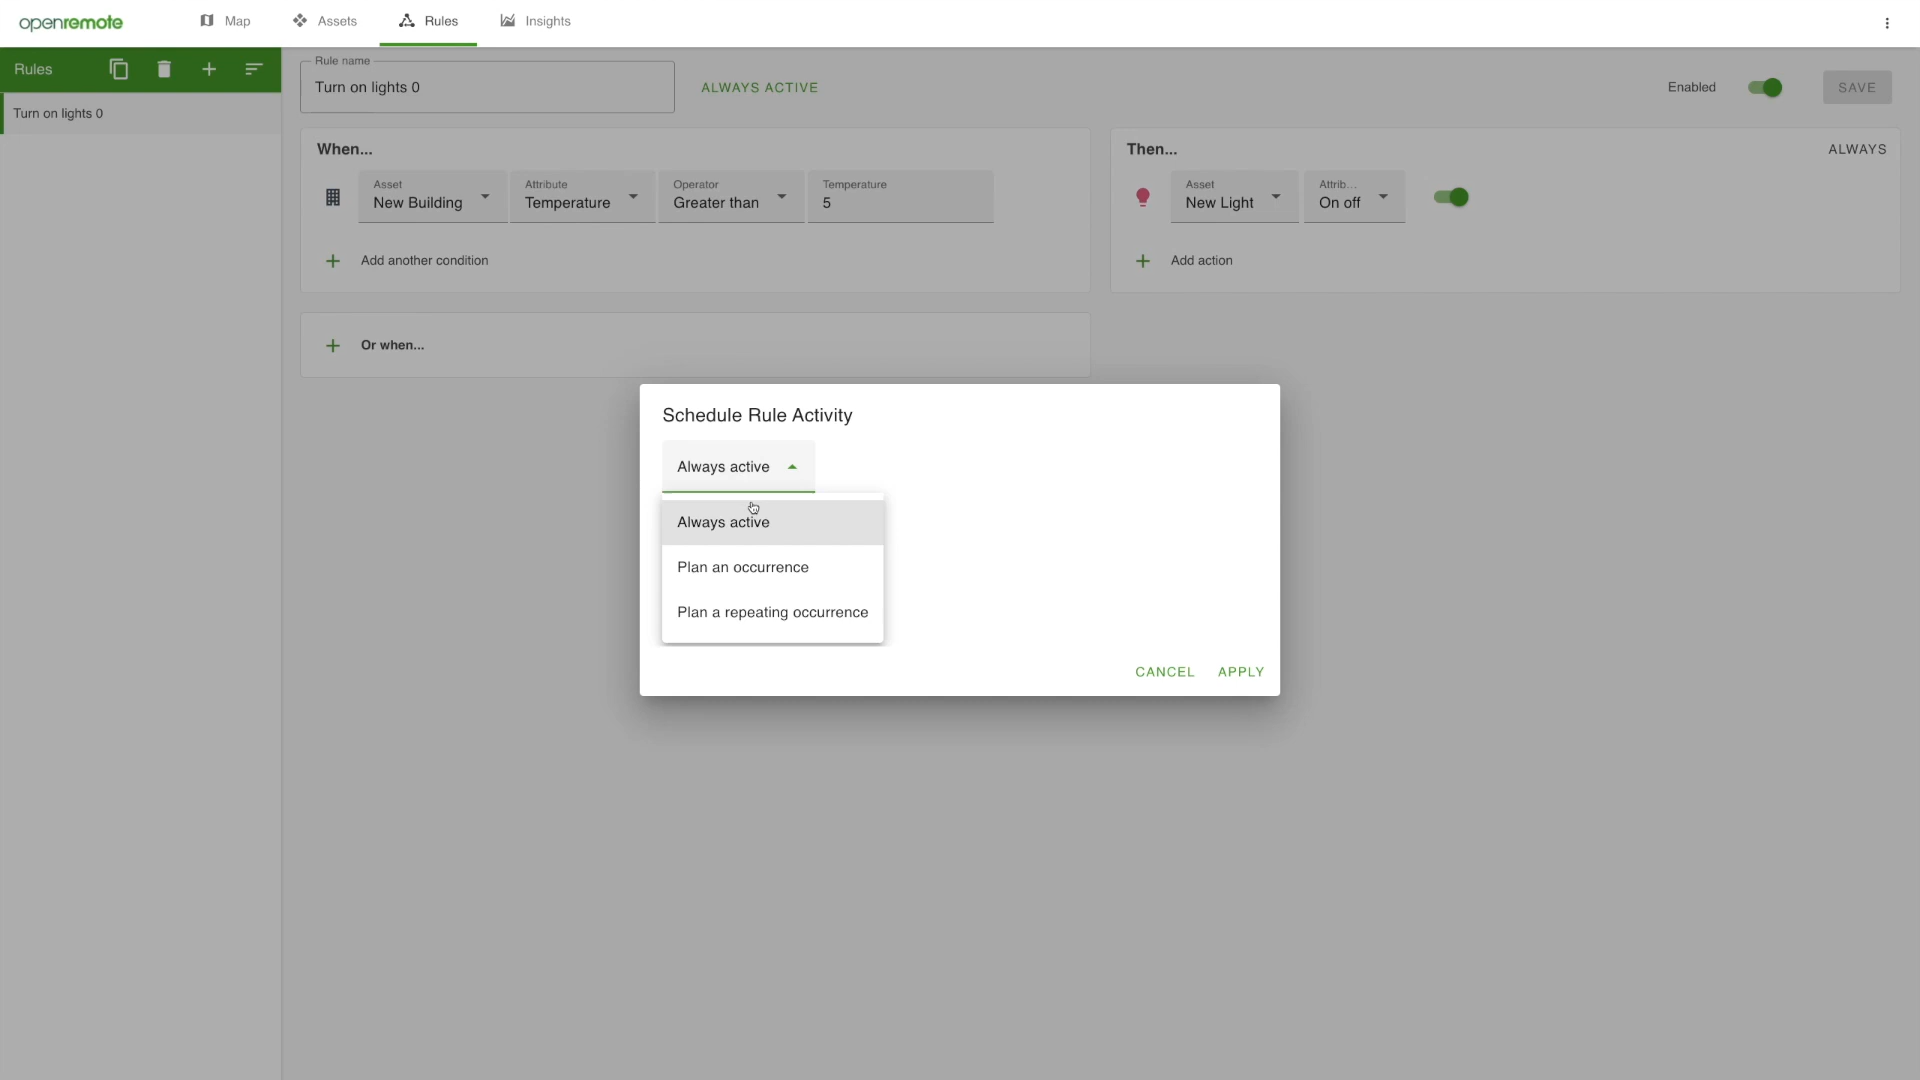 openremote
Map
Assets
Rules
Insights
Rules
Turn on lights 0
Rule name
Turn on lights 0
ALWAYS ACTIVE
Enabled
SAVE
When...
Asset
New Building
Attribute
Temperature
Operator
Greater than
Temperature
5
Add another condition
Or when...
Then...
ALWAYS
Asset
New Light
Attrib...
On off
Add action
Schedule Rule Activity
Always active
Always active
Plan an occurrence
Plan a repeating occurrence
CANCEL
APPLY